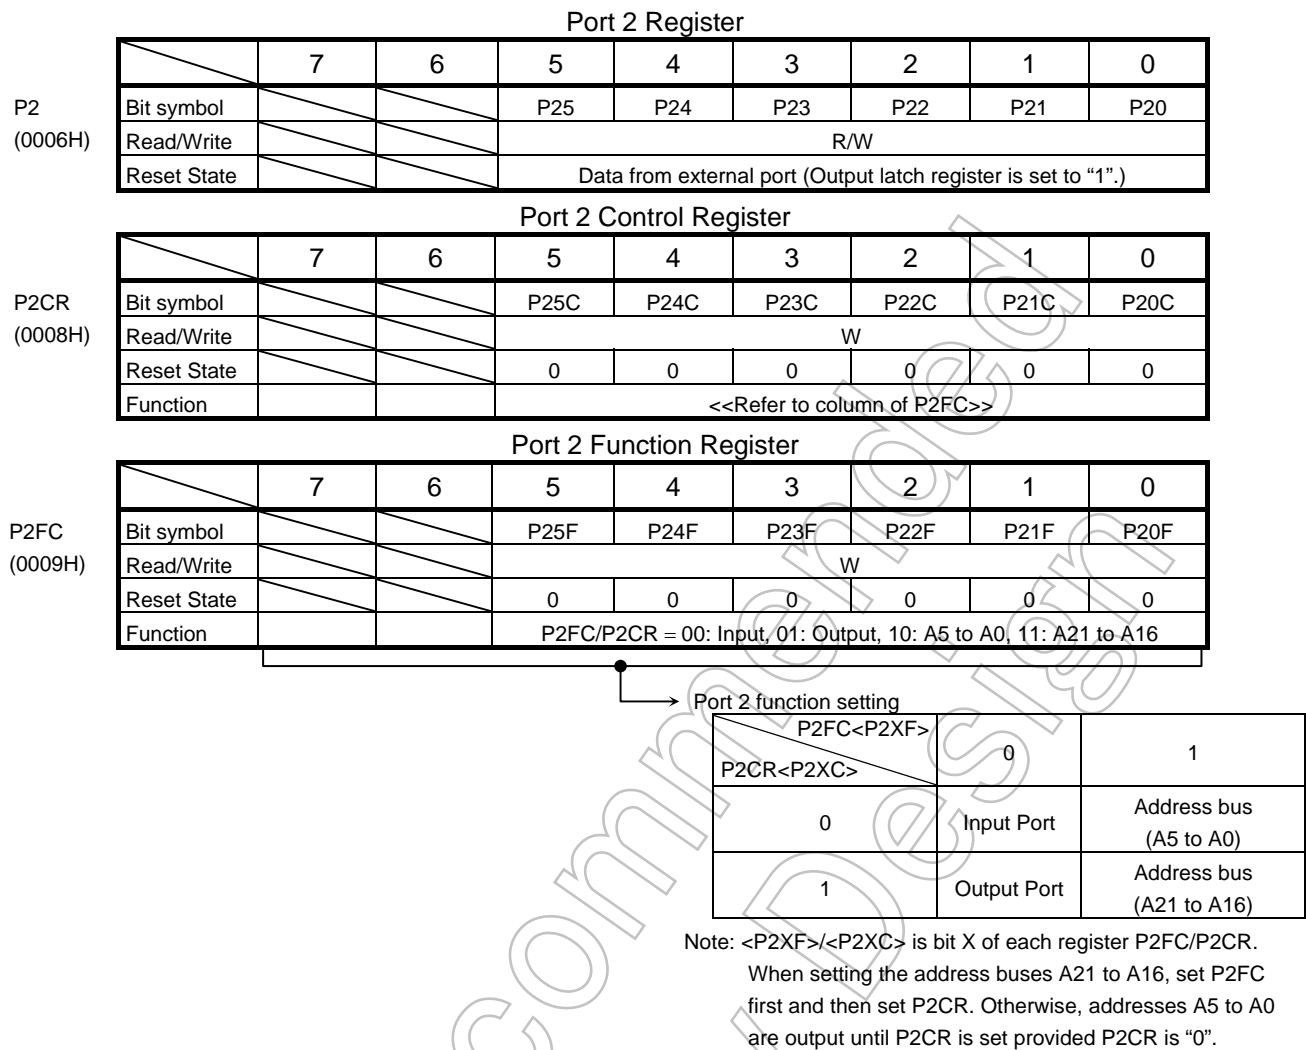 Port 2 Register
7 6 5 4 3 2 1 0
P2
(0006H)
Bit symbol P25 P24 P23 P22 P21 P20
Read/Write R/W
Reset State Data from external port (Output latch register is set to “1”.)
Port 2 Control Register
7 6 5 4 3 2 1 0
P2CR
(0008H)
Bit symbol P25C P24C P23C P22C P21C P20C
Read/Write W
Reset State 0 0 0 0 0 0
Function <<Refer to column of P2FC>>
Port 2 Function Register
7 6 5 4 3 2 1 0
P2FC
(0009H)
Bit symbol P25F P24F P23F P22F P21F P20F
Read/Write W
Reset State 0 0 0 0 0 0
Function P2FC/P2CR = 00: Input, 01: Output, 10: A5 to A0, 11: A21 to A16
Port 2 function setting
P2FC<P2XF> 0 1
P2CR<P2XC>
0 Input Port Address bus
(A5 to A0)
1 Output Port Address bus
(A21 to A16)
Note: <P2XF>/<P2XC> is bit X of each register P2FC/P2CR.
When setting the address buses A21 to A16, set P2FC
first and then set P2CR. Otherwise, addresses A5 to A0
are output until P2CR is set provided P2CR is “0”.
commended
Design